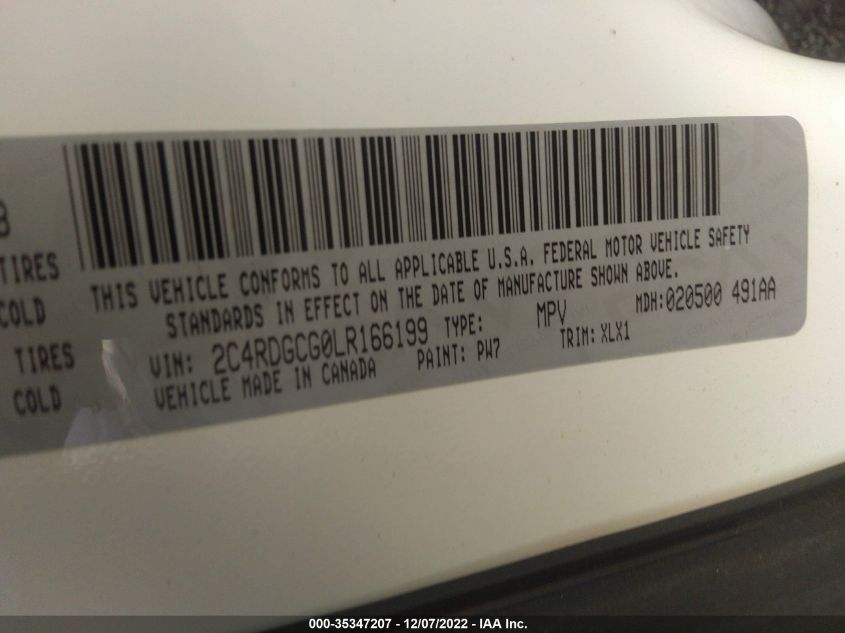 B
TIRES
COLD
TIRES
COLD
THIS VEHICLE CONFORMS TO ALL APPLICABLE U.S.A. FEDERAL MOTOR VEHICLE SAFETY
STANDARDS IN EFFECT ON THE DATE OF MANUFACTURE SHOWN ABOVE.
VIN: 2C4RDGCG0LR166199 TYPE: MPV MDH:020500 491AA
VEHICLE MADE IN CANADA PAINT: PW7 TRIM: XLX1
000-35347207 - 12/07/2022 - IAA Inc.